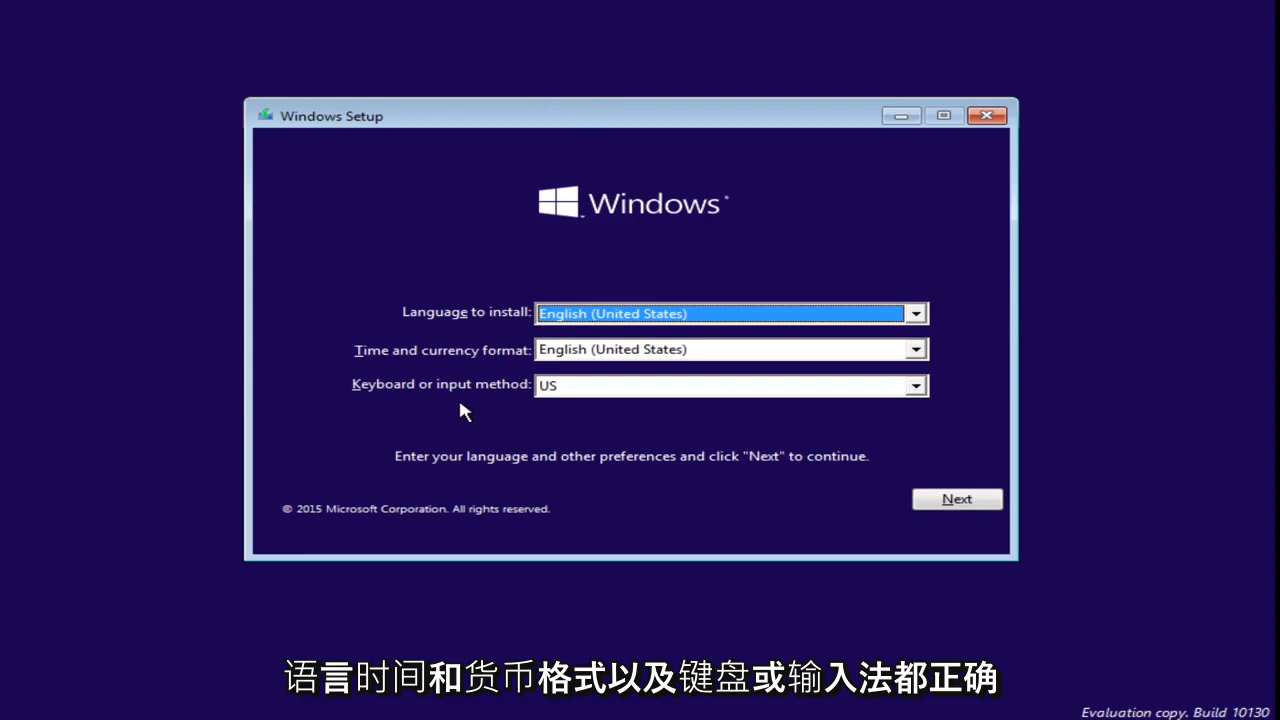 Windows Setup
Windows
Language to install: English (United States)
Time and currency format: English (United States)
Keyboard or input method: US
Enter your language and other preferences and click "Next" to continue.
Next
© 2015 Microsoft Corporation. All rights reserved.
语言时间和货币格式以及键盘或输入法都正确
Evaluation copy. Build 10130